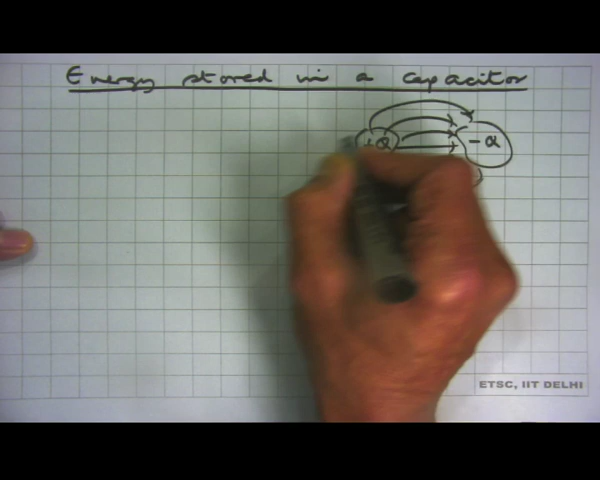 Energy stored in a capacitor
+Q -Q
ETSC, IIT DELHI